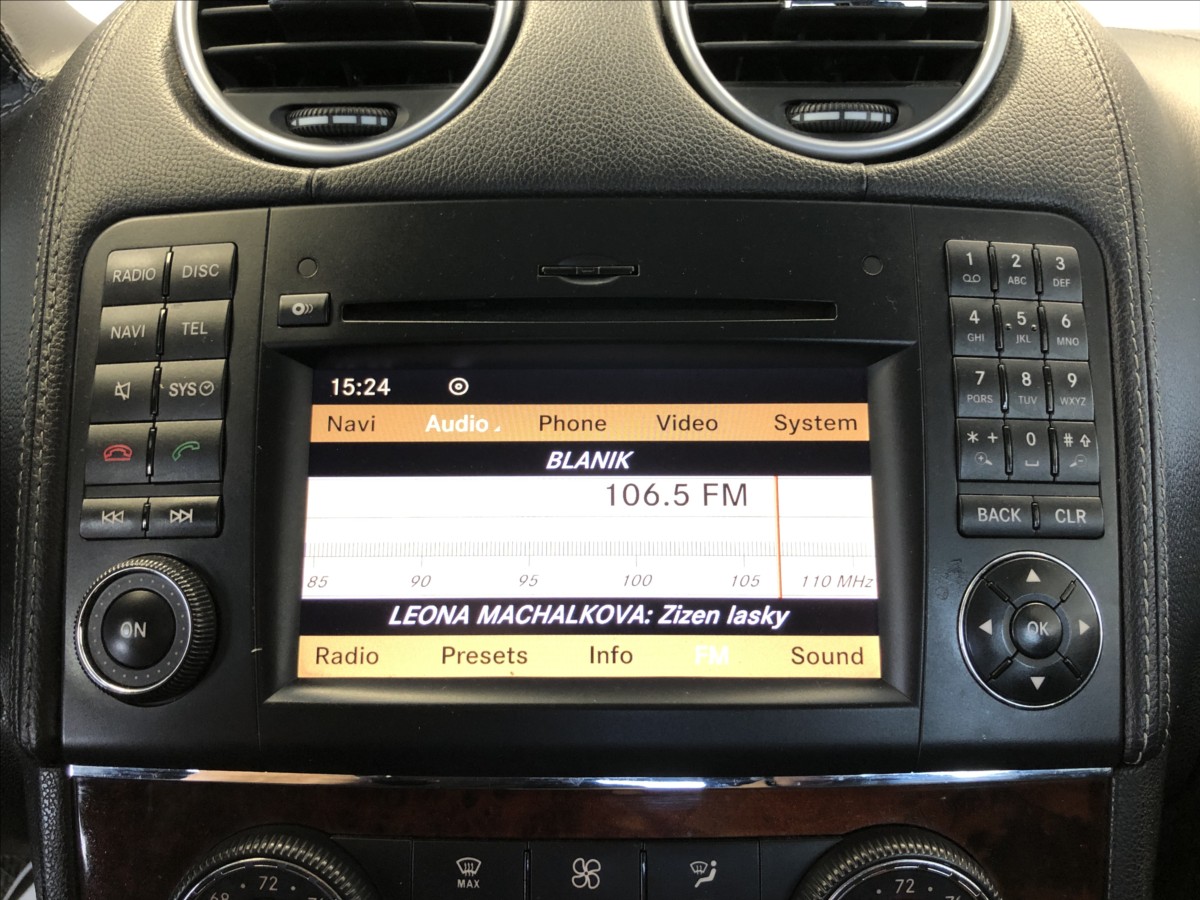 RADIO DISC
NAVI TEL
SYS
ON
15:24
Navi Audio Phone Video System
BLANIK
106.5 FM
85 90 95 100 105 110 MHz
LEONA MACHALKOVA: Zizen lasky
Radio Presets Info FM Sound
1 2 ABC 3 DEF
4 GHI 5 JKL 6 MNO
7 PQRS 8 TUV 9 WXYZ
* + 0 #
BACK CLR
OK
72 MAX 72